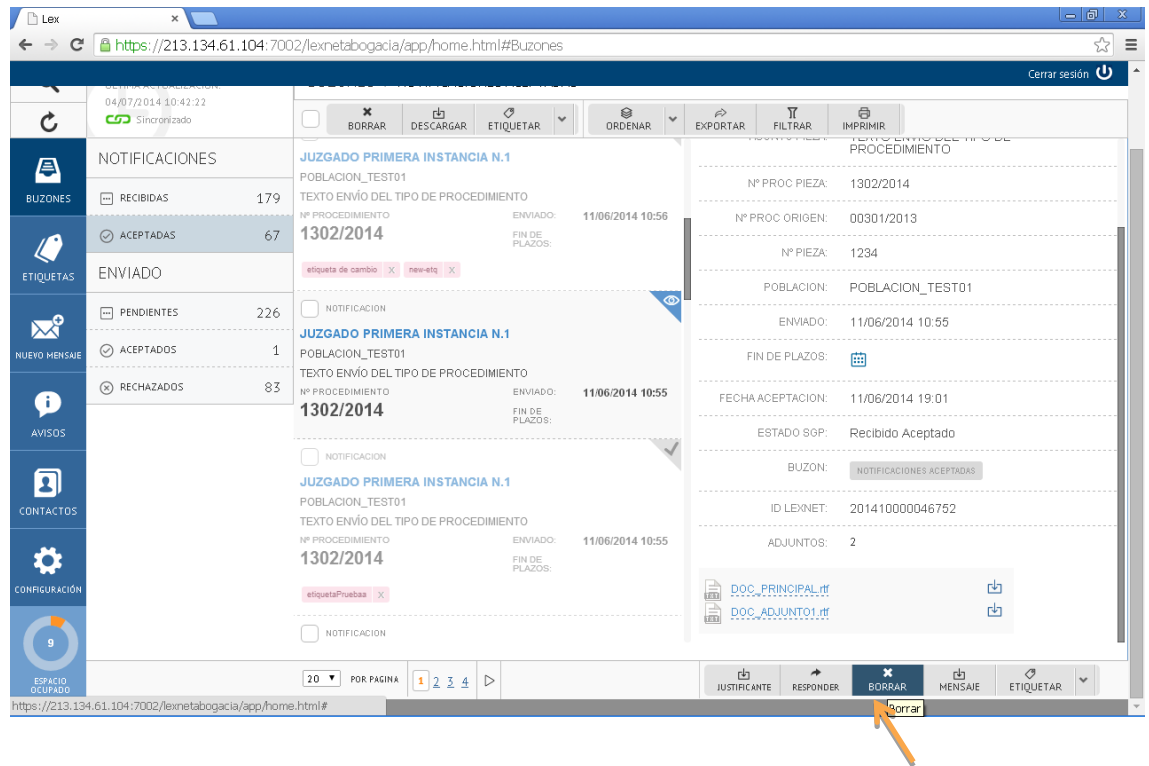 Lex
https://213.134.61.104:7002/lexnetabogacia/app/home.html#Buzones
Cerrar sesión
04/07/2014 10:42:22
Sincronizado
BORRAR DESCARGAR ETIQUETAR ORDENAR EXPORTAR FILTRAR IMPRIMIR
BUZONES
ETIQUETAS
NUEVO MENSAJE
AVISOS
CONTACTOS
CONFIGURACIÓN
9
ESPACIO
OCUPADO
NOTIFICACIONES
RECIBIDAS 179
ACEPTADAS 67
ENVIADO
PENDIENTES 226
ACEPTADOS 1
RECHAZADOS 83
JUZGADO PRIMERA INSTANCIA N.1
POBLACION_TEST01
TEXTO ENVÍO DEL TIPO DE PROCEDIMIENTO
Nº PROCEDIMIENTO ENVIADO: 11/06/2014 10:56
1302/2014 FIN DE
PLAZOS:
etiqueta de cambio X new-etq X
NOTIFICACION
JUZGADO PRIMERA INSTANCIA N.1
POBLACION_TEST01
TEXTO ENVÍO DEL TIPO DE PROCEDIMIENTO
Nº PROCEDIMIENTO ENVIADO: 11/06/2014 10:55
1302/2014 FIN DE
PLAZOS:
NOTIFICACION
JUZGADO PRIMERA INSTANCIA N.1
POBLACION_TEST01
TEXTO ENVÍO DEL TIPO DE PROCEDIMIENTO
Nº PROCEDIMIENTO ENVIADO: 11/06/2014 10:55
1302/2014 FIN DE
PLAZOS:
etiquetaPruebas X
NOTIFICACION
20 POR PAGINA 1 2 3 4
PROCEDIMIENTO
Nº PROC PIEZA: 1302/2014
Nº PROC ORIGEN: 00301/2013
Nº PIEZA: 1234
POBLACION: POBLACION_TEST01
ENVIADO: 11/06/2014 10:55
FIN DE PLAZOS:
FECHA ACEPTACION: 11/06/2014 19:01
ESTADO SGP: Recibido Aceptado
BUZON: NOTIFICACIONES ACEPTADAS
ID LEXNET: 201410000046752
ADJUNTOS: 2
DOC_PRINCIPAL.rtf
DOC_ADJUNTO1.rtf
JUSTIFICANTE RESPONDER BORRAR MENSAJE ETIQUETAR
https://213.134.61.104:7002/lexnetabogacia/app/home.html#
Borrar